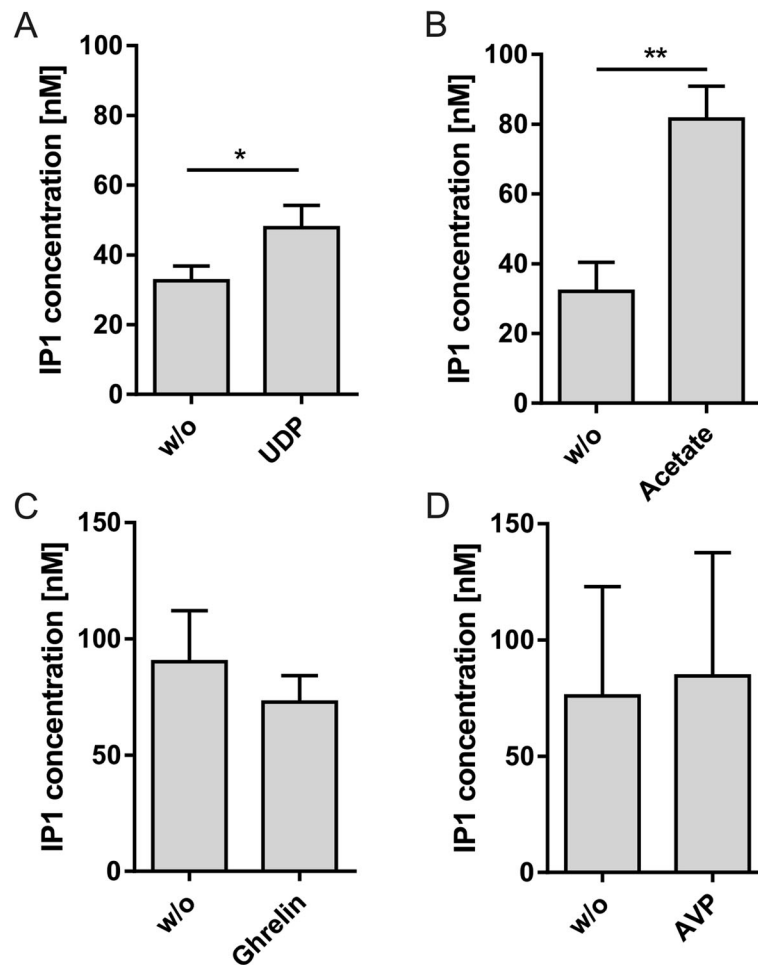 A
IP1 concentration [nM]
100
80
60
40
20
0
*
w/o
UDP
B
IP1 concentration [nM]
100
80
60
40
20
0
**
w/o
Acetate
C
IP1 concentration [nM]
150
100
50
0
w/o
Ghrelin
D
IP1 concentration [nM]
150
100
50
0
w/o
AVP